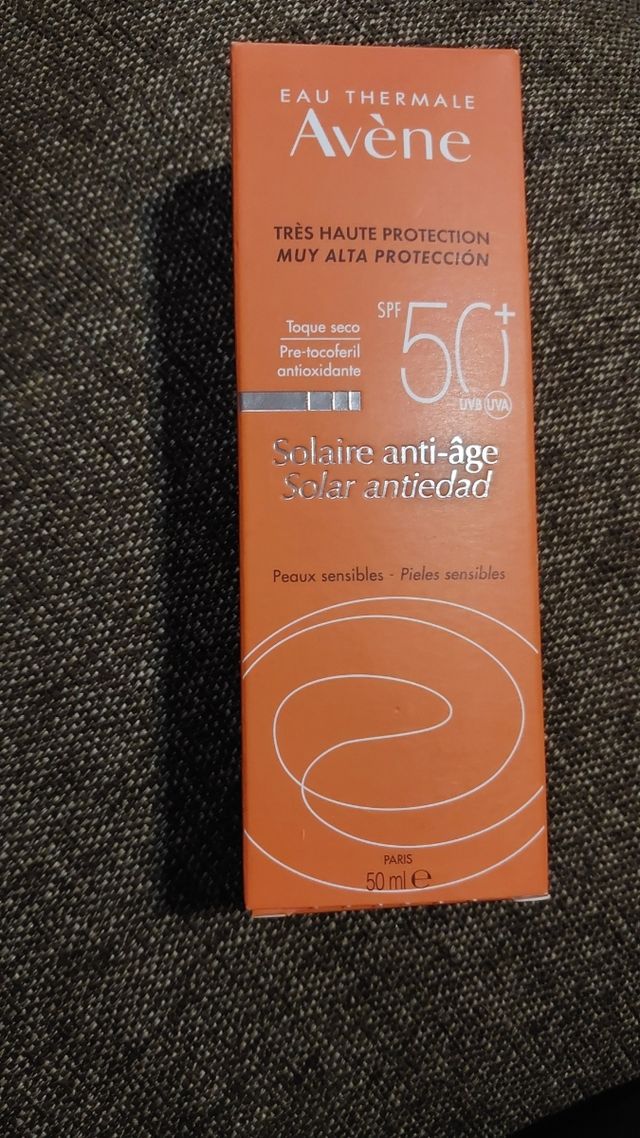 EAU THERMALE
Avène
TRÈS HAUTE PROTECTION
MUY ALTA PROTECCIÓN
Toque seco
Pre-tocoferil
antioxidante
SPF 50+
UVB UVA
Solaire anti-âge
Solar antiedad
Peaux sensibles - Pieles sensibles
PARIS
50 ml e